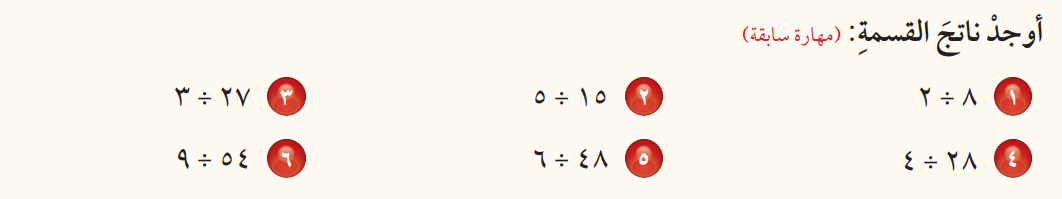 أوجدْ ناتجَ القسمةِ: (مهارة سابقة)
١ ٨ ÷ ٢ ٢ ١٥ ÷ ٥ ٣ ٢٧ ÷ ٣
٤ ٢٨ ÷ ٤ ٥ ٤٨ ÷ ٦ ٦ ٥٤ ÷ ٩